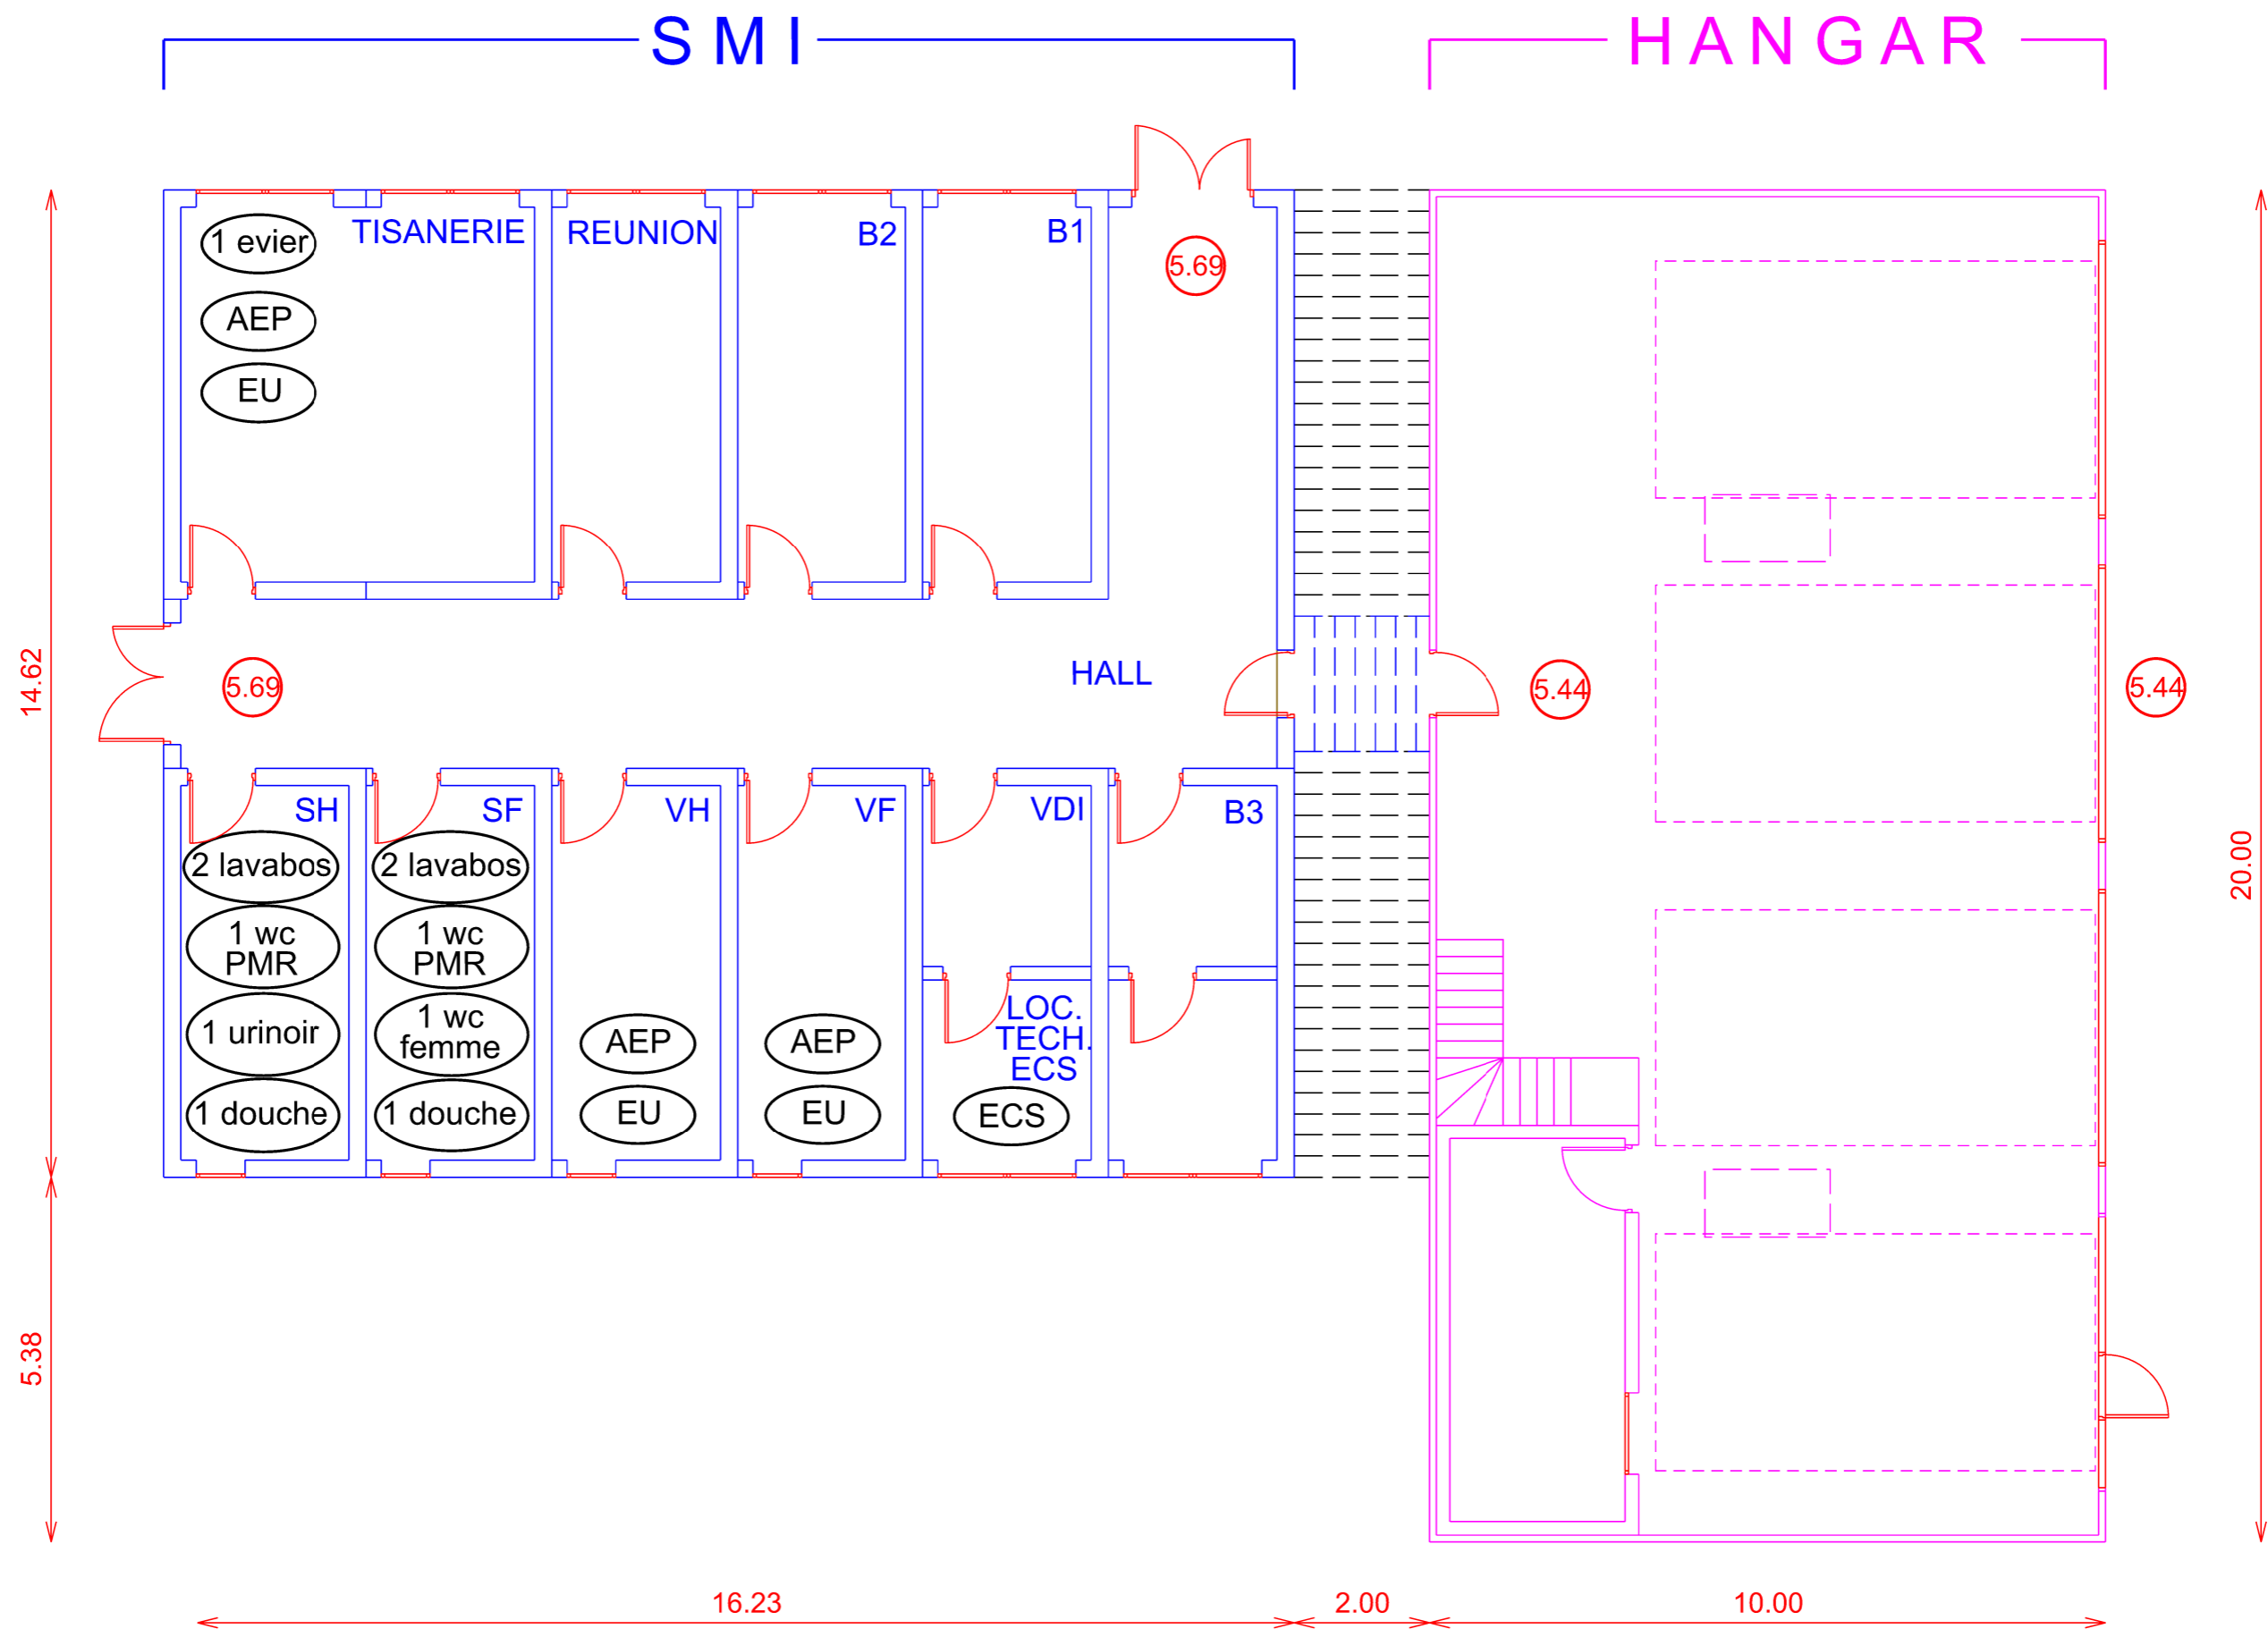 S M I
H A N G A R
1 evier
TISANERIE
REUNION
B2
B1
5.69
AEP
EU
14.62
5.69
HALL
5.44
5.44
SH
SF
VH
VF
VDI
B3
2 lavabos
2 lavabos
1 wc
PMR
1 wc
PMR
1 urinoir
1 wc
femme
AEP
AEP
LOC.
TECH.
ECS
1 douche
1 douche
EU
EU
ECS
20.00
5.38
16.23
2.00
10.00